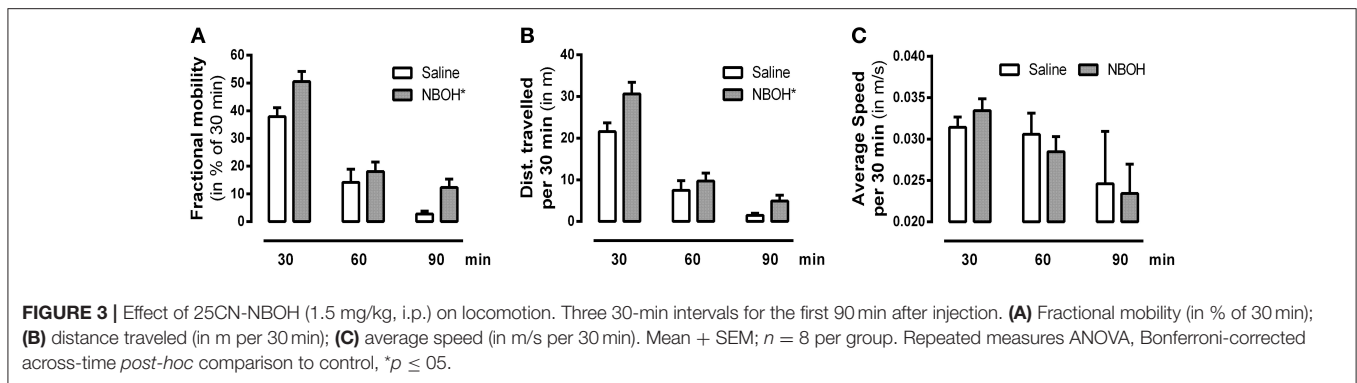 A
Fractional mobility
(in % of 30 min)
60
50
40
30
20
10
0
Saline
NBOH*
30 60 90 min
B
Dist. travelled
per 30 min (in m)
40
30
20
10
0
Saline
NBOH*
30 60 90 min
C
Average Speed
per 30 min (in m/s)
0.040
0.035
0.030
0.025
0.020
Saline NBOH
30 60 90 min
FIGURE 3 | Effect of 25CN-NBOH (1.5 mg/kg, i.p.) on locomotion. Three 30-min intervals for the first 90 min after injection. (A) Fractional mobility (in % of 30 min);
(B) distance traveled (in m per 30 min); (C) average speed (in m/s per 30 min). Mean + SEM; n = 8 per group. Repeated measures ANOVA, Bonferroni-corrected
across-time post-hoc comparison to control, *p ≤ 05.